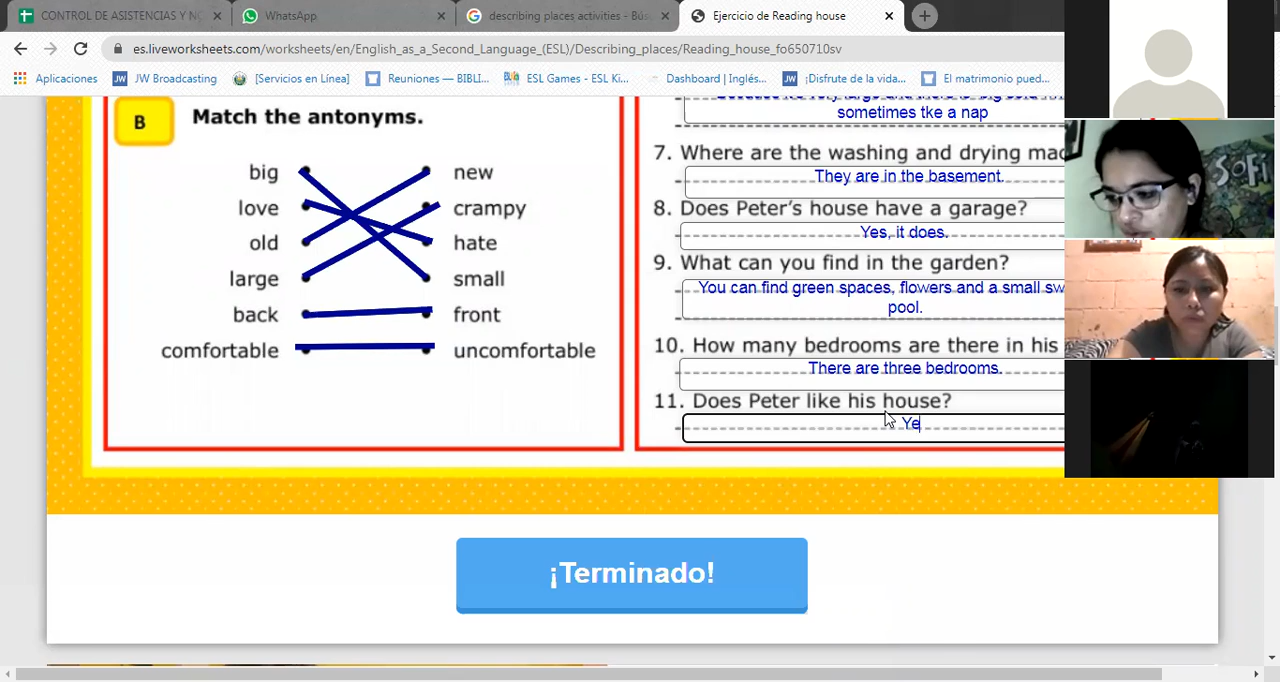 CONTROL DE ASISTENCIAS Y NO
WhatsApp
describing places activities - Bús
Ejercicio de Reading house
es.liveworksheets.com/worksheets/en/English_as_a_Second_Language_(ESL)/Describing_places/Reading_house_fo650710sv
Aplicaciones
JW Broadcasting
[Servicios en Línea]
Reuniones — BIBLI...
ESL Games - ESL Ki...
Dashboard | Inglés...
¡Disfrute de la vida...
El matrimonio pued...
B
Match the antonyms.
big
new
love
crampy
old
hate
large
small
back
front
comfortable
uncomfortable
sometimes tke a nap
7. Where are the washing and drying mac
They are in the basement.
8. Does Peter's house have a garage?
Yes, it does.
9. What can you find in the garden?
You can find green spaces, flowers and a small sw
pool.
10. How many bedrooms are there in his
There are three bedrooms.
11. Does Peter like his house?
Ye
¡Terminado!
SOFI